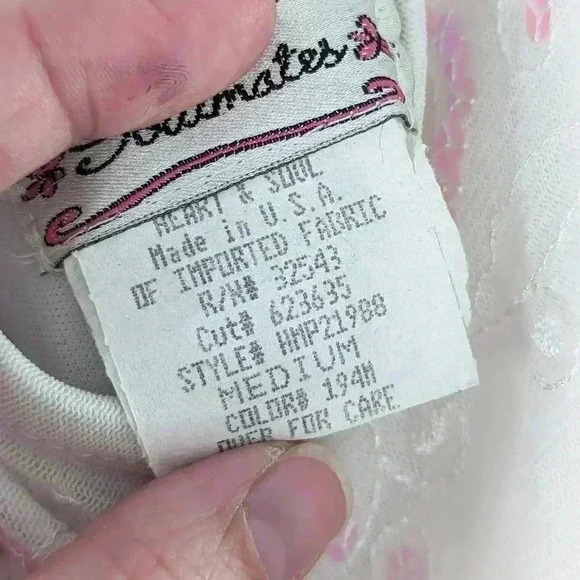 Soulmates
HEART & SOUL
Made in U.S.A.
OF IMPORTED FABRIC
R/N# 32543
Cut# 623635
STYLE# HMP21988
MEDIUM
COLOR# 194M
OVER FOR CARE